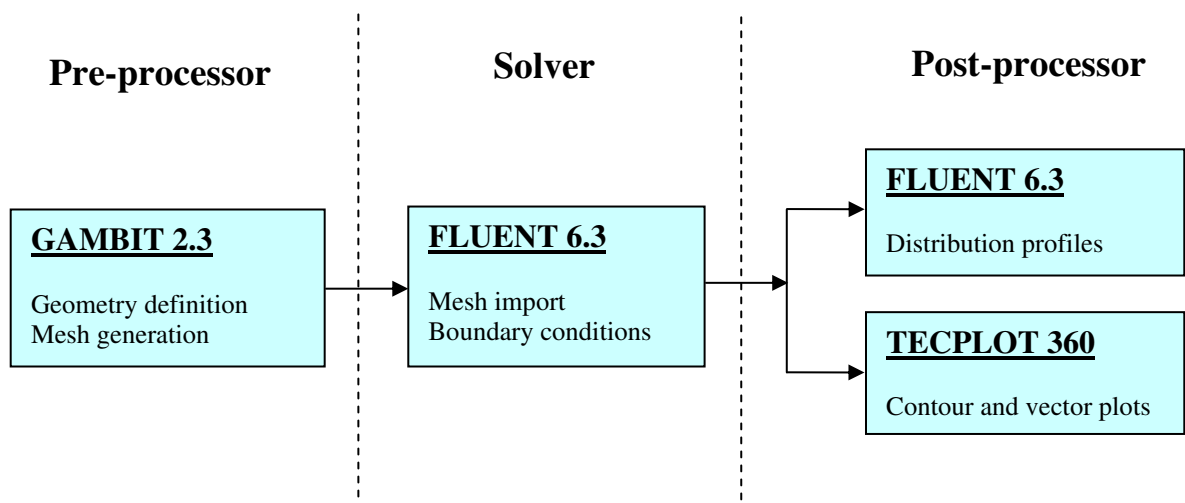 Pre-processor
Solver
Post-processor
GAMBIT 2.3
Geometry definition
Mesh generation
FLUENT 6.3
Mesh import
Boundary conditions
FLUENT 6.3
Distribution profiles
TECPLOT 360
Contour and vector plots